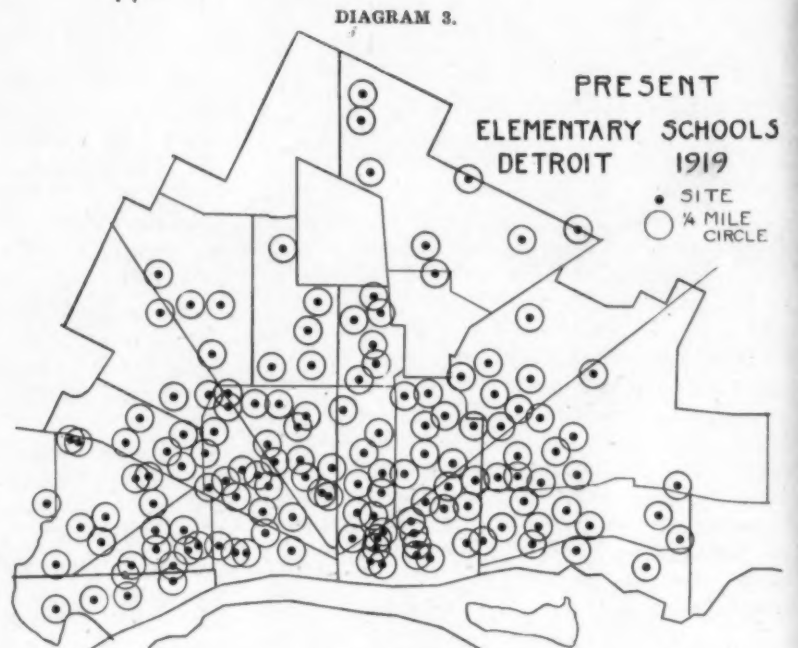 DIAGRAM 3.
PRESENT
ELEMENTARY SCHOOLS
DETROIT 1919
SITE
¼ MILE
CIRCLE